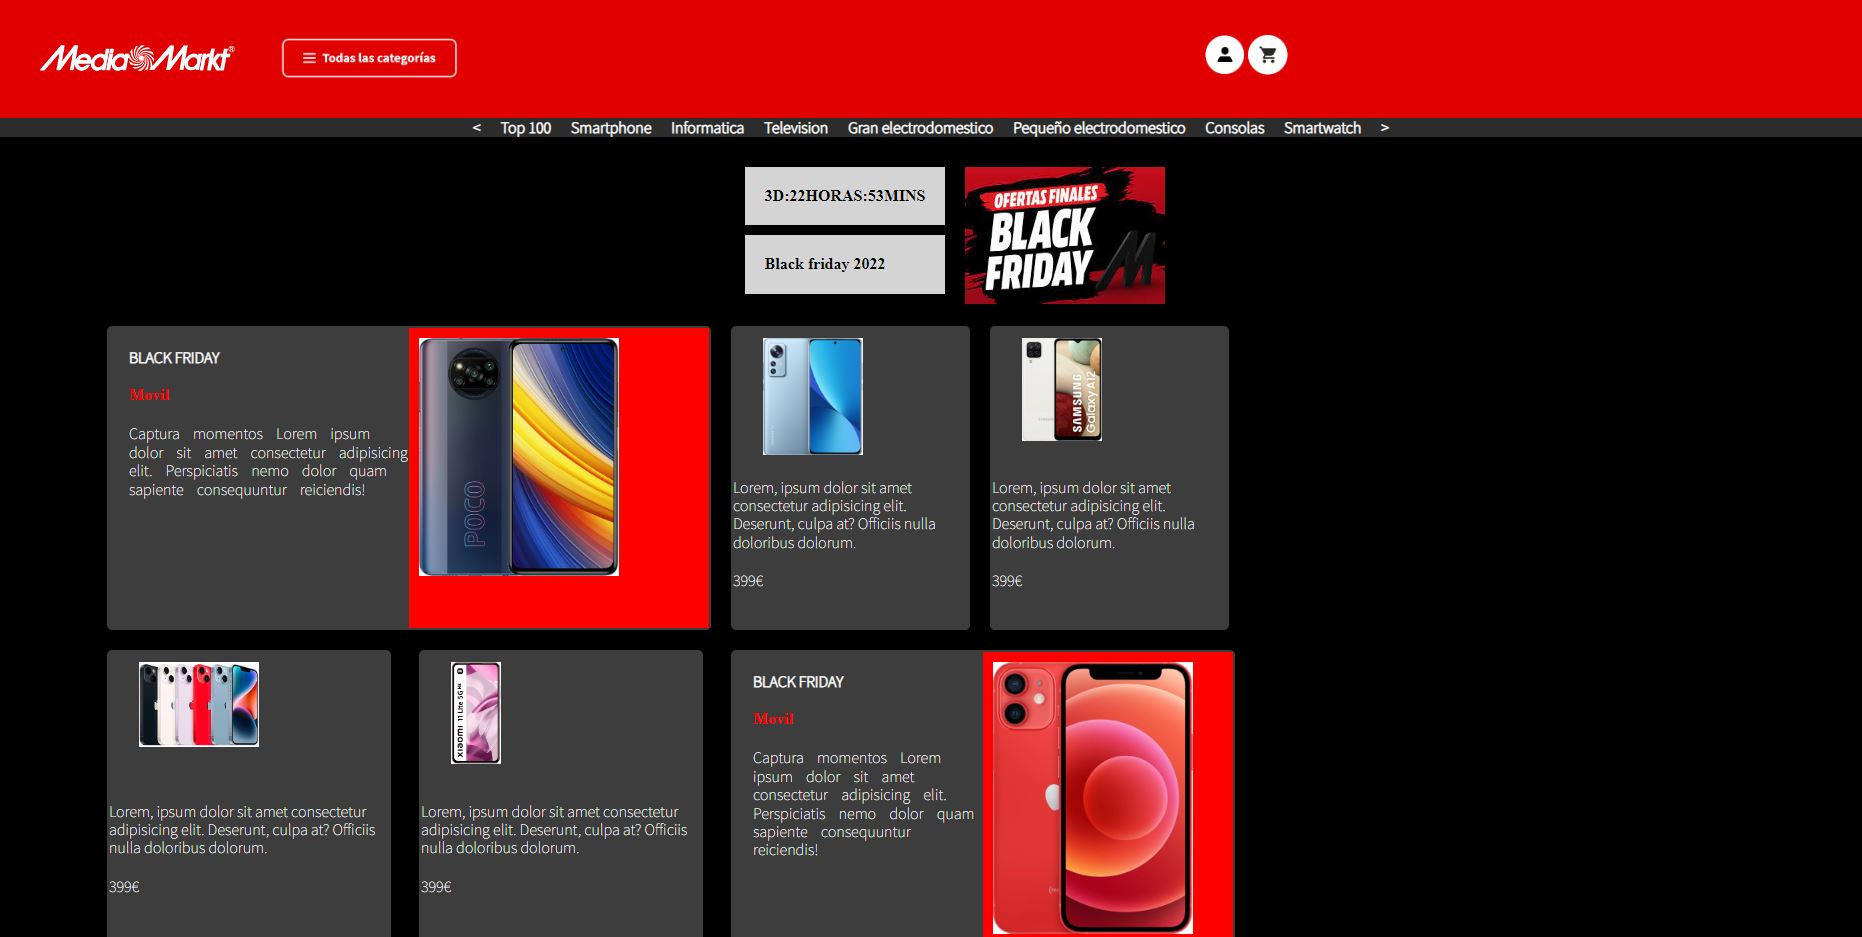 MediaMarkt®
Todas las categorías
< Top 100 Smartphone Informatica Television Gran electrodomestico Pequeño electrodomestico Consolas Smartwatch >
3D:22HORAS:53MINS
Black friday 2022
OFERTAS FINALES
BLACK
FRIDAY
BLACK FRIDAY
Movil
Captura momentos Lorem ipsum
dolor sit amet consectetur adipisicing
elit. Perspiciatis nemo dolor quam
sapiente consequuntur reiciendis!
POCO
Lorem, ipsum dolor sit amet
consectetur adipisicing elit.
Deserunt, culpa at? Officiis nulla
doloribus dolorum.
399€
SAMSUNG
Galaxy A12
Lorem, ipsum dolor sit amet
consectetur adipisicing elit.
Deserunt, culpa at? Officiis nulla
doloribus dolorum.
399€
Lorem, ipsum dolor sit amet consectetur
adipisicing elit. Deserunt, culpa at? Officiis
nulla doloribus dolorum.
399€
xiaomi 11 Lite 5G NE
Lorem, ipsum dolor sit amet consectetur
adipisicing elit. Deserunt, culpa at? Officiis
nulla doloribus dolorum.
399€
BLACK FRIDAY
Movil
Captura momentos Lorem
ipsum dolor sit amet
consectetur adipisicing elit.
Perspiciatis nemo dolor quam
sapiente consequuntur
reiciendis!